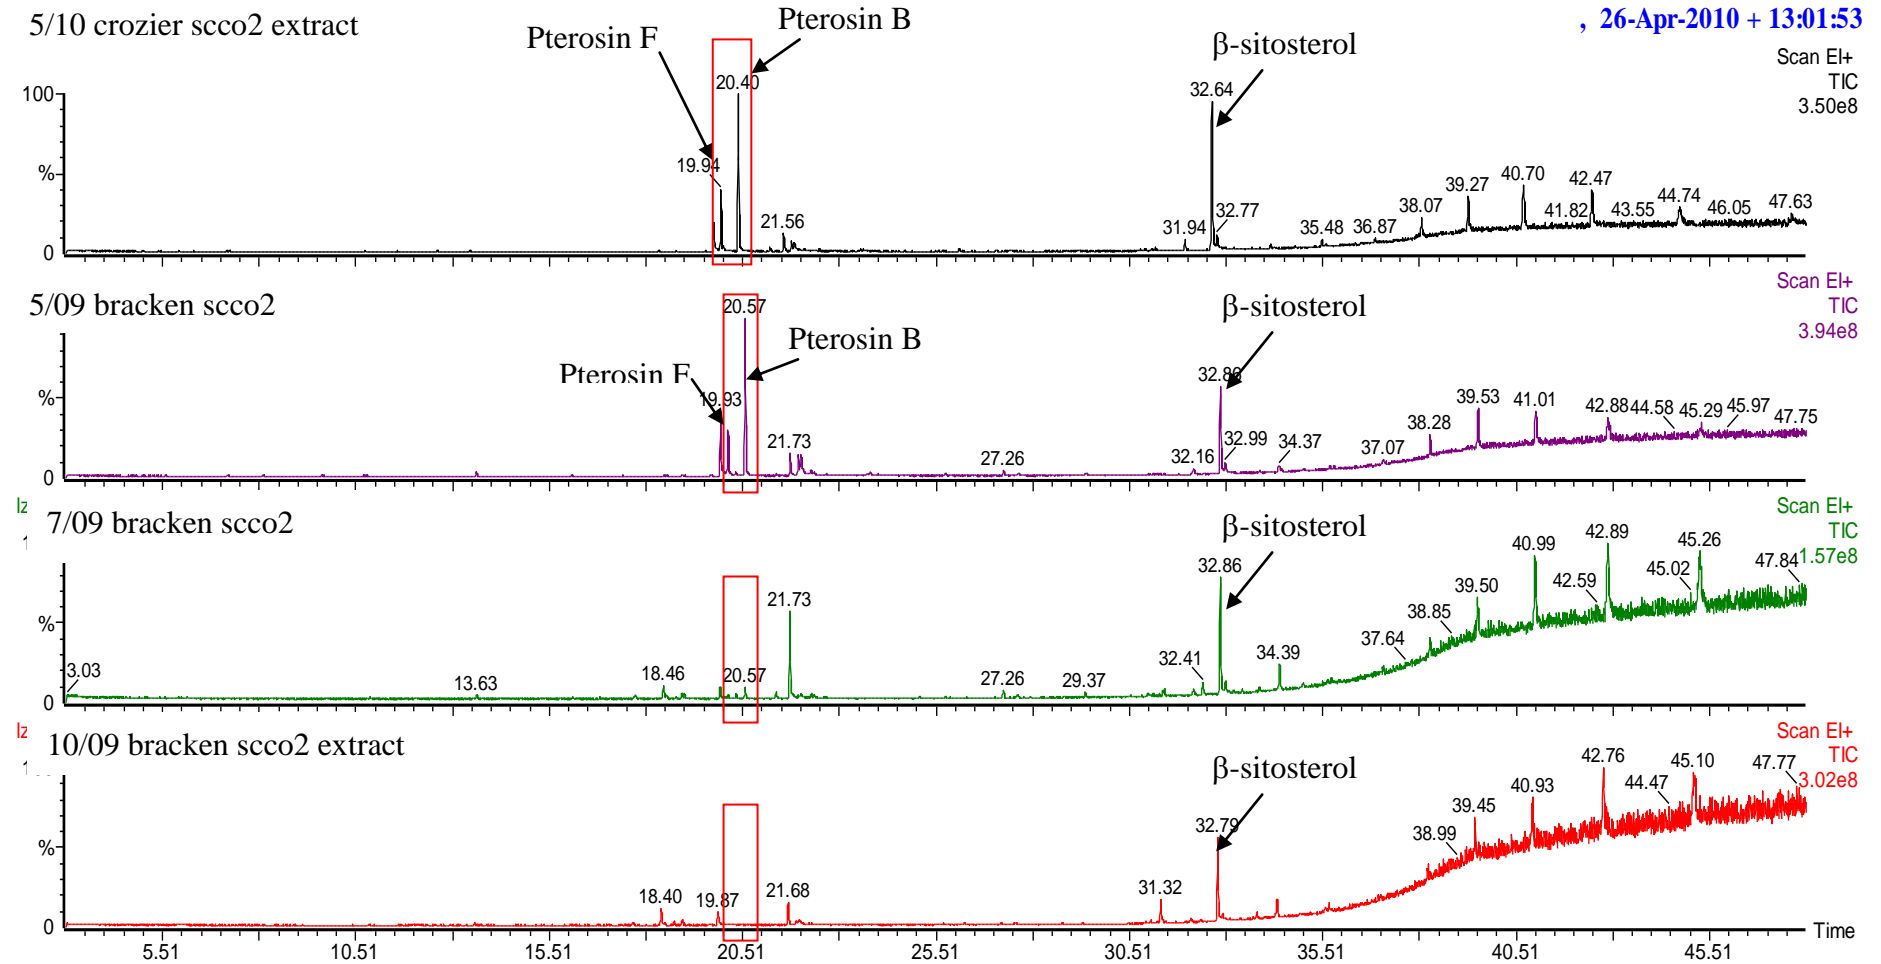 5/10 crozier scco2 extract
Pterosin F
Pterosin B
β-sitosterol
, 26-Apr-2010 + 13:01:53
Scan EI+
TIC
3.50e8
100
%
0
19.94
20.40
21.56
31.94
32.64
32.77
35.48
36.87
38.07
39.27
40.70
41.82
42.47
43.55
44.74
46.05
47.63
5/09 bracken scco2
Pterosin F
Pterosin B
β-sitosterol
Scan EI+
TIC
3.94e8
%
0
19.93
20.57
21.73
27.26
32.16
32.86
32.99
34.37
37.07
38.28
39.53
41.01
42.88
44.58
45.29
45.97
47.75
7/09 bracken scco2
β-sitosterol
Scan EI+
TIC
1.57e8
%
0
3.03
13.63
18.46
20.57
21.73
27.26
29.37
32.41
32.86
34.39
37.64
38.85
39.50
40.99
42.59
42.89
45.02
45.26
47.84
10/09 bracken scco2 extract
β-sitosterol
Scan EI+
TIC
3.02e8
%
0
18.40
19.87
21.68
31.32
32.79
38.99
39.45
40.93
42.76
44.47
45.10
47.77
Time
5.51 10.51 15.51 20.51 25.51 30.51 35.51 40.51 45.51